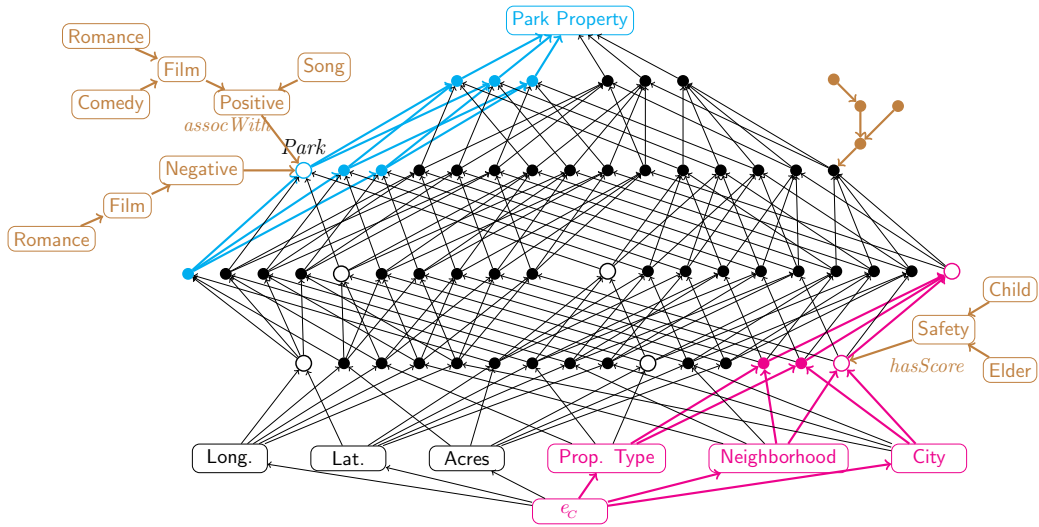 Park Property
Romance
Film
Song
Comedy
Positive
assocWith
Park
Negative
Film
Romance
Child
Safety
hasScore
Elder
Long.
Lat.
Acres
Prop. Type
Neighborhood
City
e_C